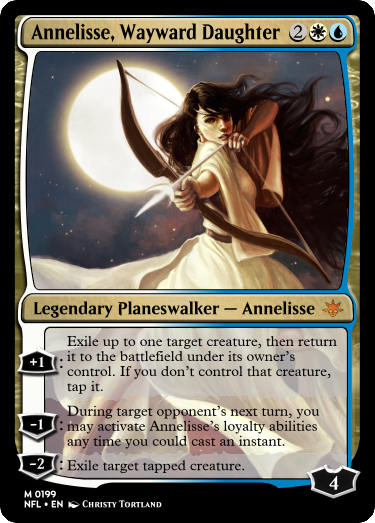 Annelisse, Wayward Daughter 2
Legendary Planeswalker — Annelisse
+1: Exile up to one target creature, then return
it to the battlefield under its owner's
control. If you don't control that creature,
tap it.
-1: During target opponent's next turn, you
may activate Annelisse's loyalty abilities
any time you could cast an instant.
-2: Exile target tapped creature.
4
M 0199
NFL • EN Christy Tortland